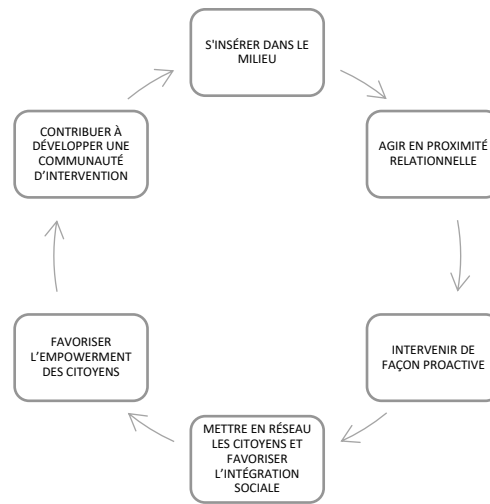 S'INSÉRER DANS LE
MILIEU
AGIR EN PROXIMITÉ
RELATIONNELLE
INTERVENIR DE
FAÇON PROACTIVE
METTRE EN RÉSEAU
LES CITOYENS ET
FAVORISER
L'INTÉGRATION
SOCIALE
FAVORISER
L'EMPOWERMENT
DES CITOYENS
CONTRIBUER À
DÉVELOPPER UNE
COMMUNAUTÉ
D'INTERVENTION